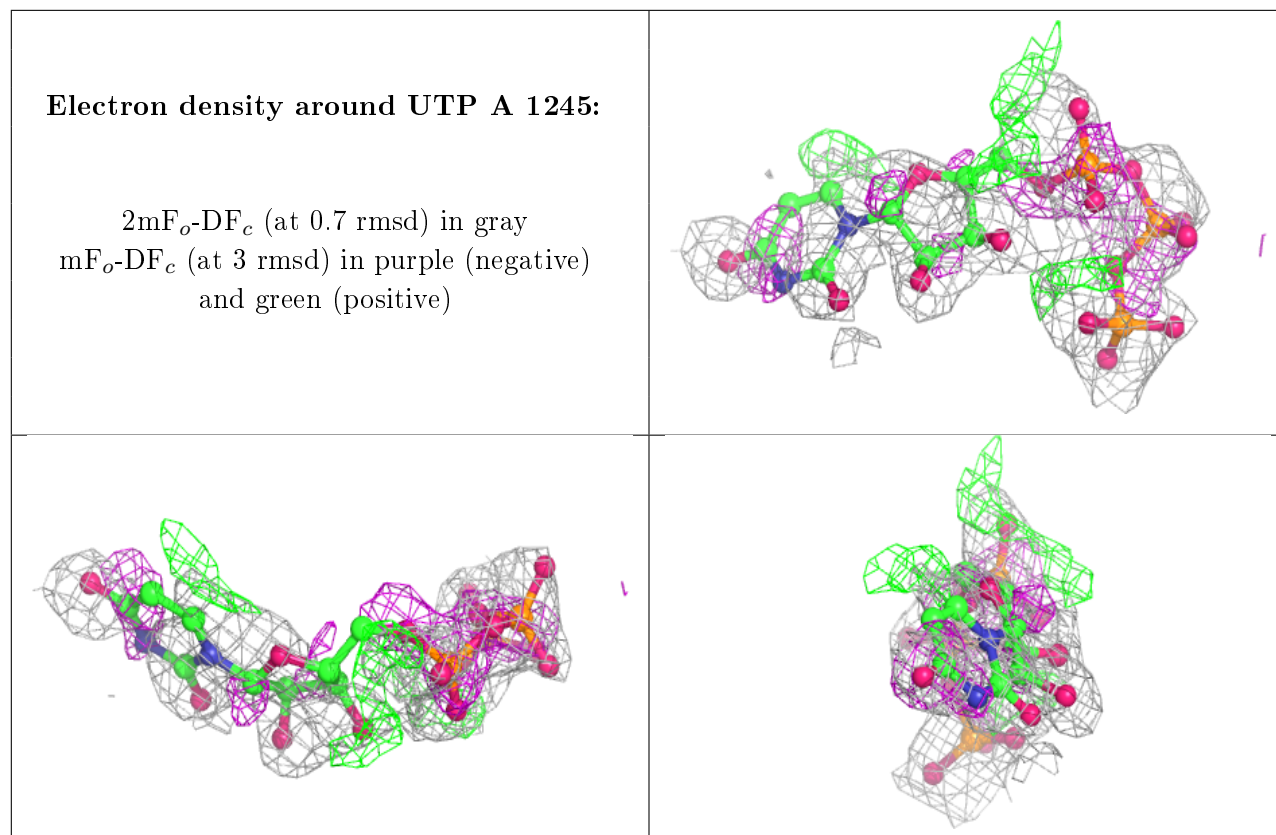 Electron density around UTP A 1245:
2mFo-DFc (at 0.7 rmsd) in gray
mFo-DFc (at 3 rmsd) in purple (negative)
and green (positive)